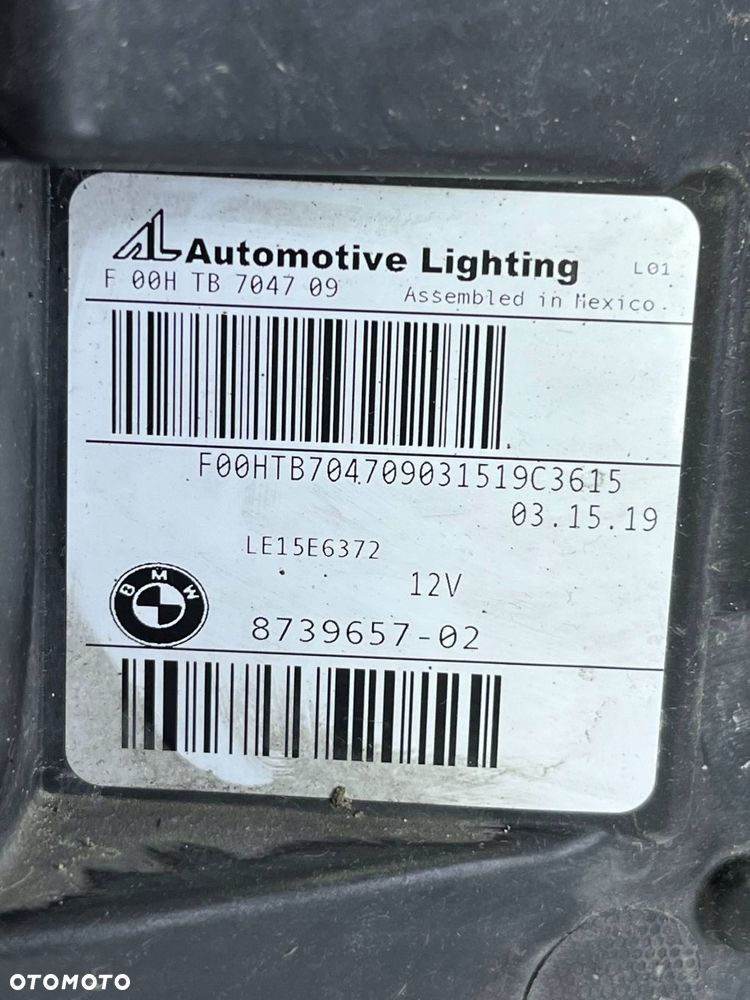 AL Automotive Lighting
L01
F 00H TB 7047 09
Assembled in Mexico.
F00HTB704709031519C3615
03.15.19
LE15E6372
12V
BMW
8739657-02
OTOMOTO